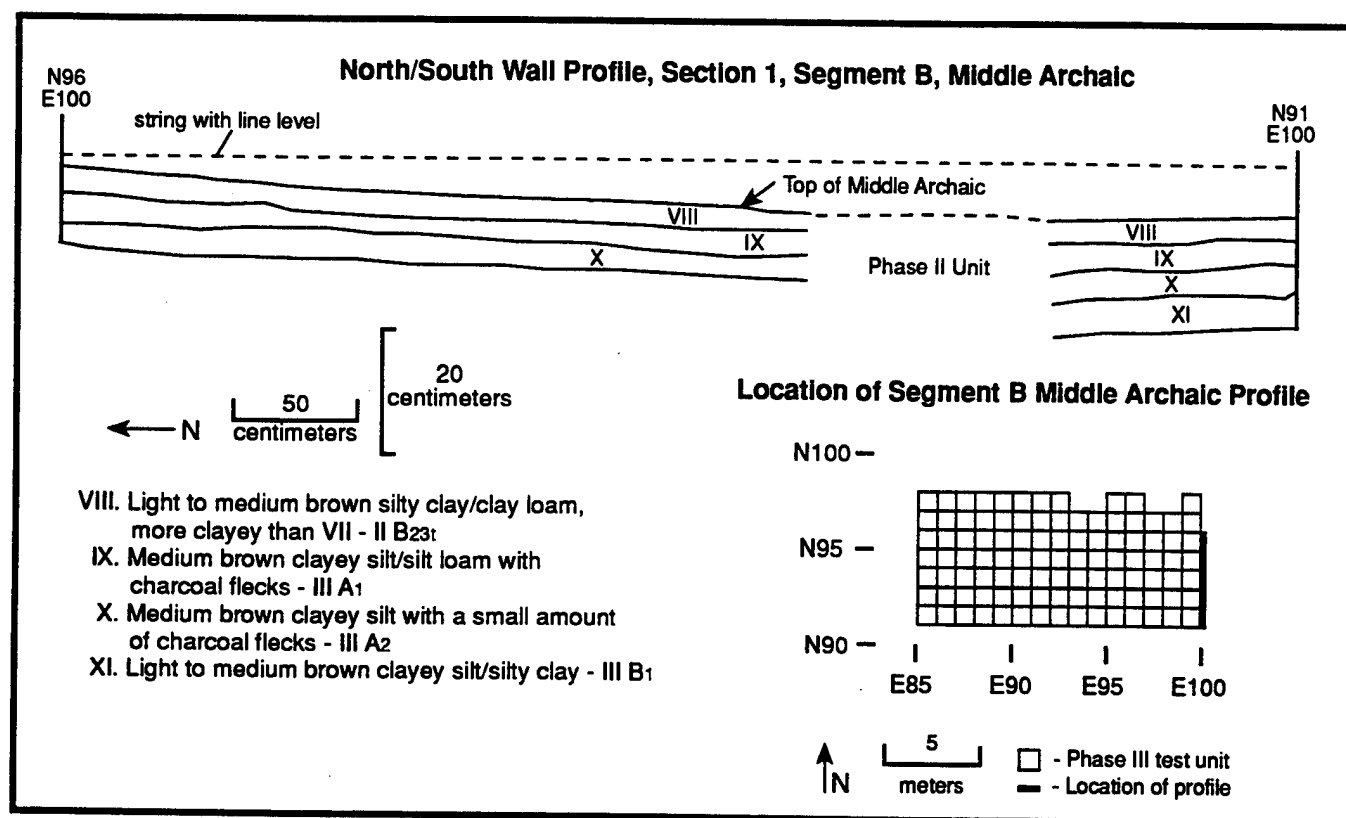 North/South Wall Profile, Section 1, Segment B, Middle Archaic
N96
E100
string with line level
N91
E100
Top of Middle Archaic
VIII
IX
X
Phase II Unit
VIII
IX
X
XI
N
50
centimeters
20
centimeters
VIII. Light to medium brown silty clay/clay loam,
more clayey than VII - II B23t
IX. Medium brown clayey silt/silt loam with
charcoal flecks - III A1
X. Medium brown clayey silt with a small amount
of charcoal flecks - III A2
XI. Light to medium brown clayey silt/silty clay - III B1
Location of Segment B Middle Archaic Profile
N100
N95
N90
E85 E90 E95 E100
N
5
meters
- Phase III test unit
- Location of profile